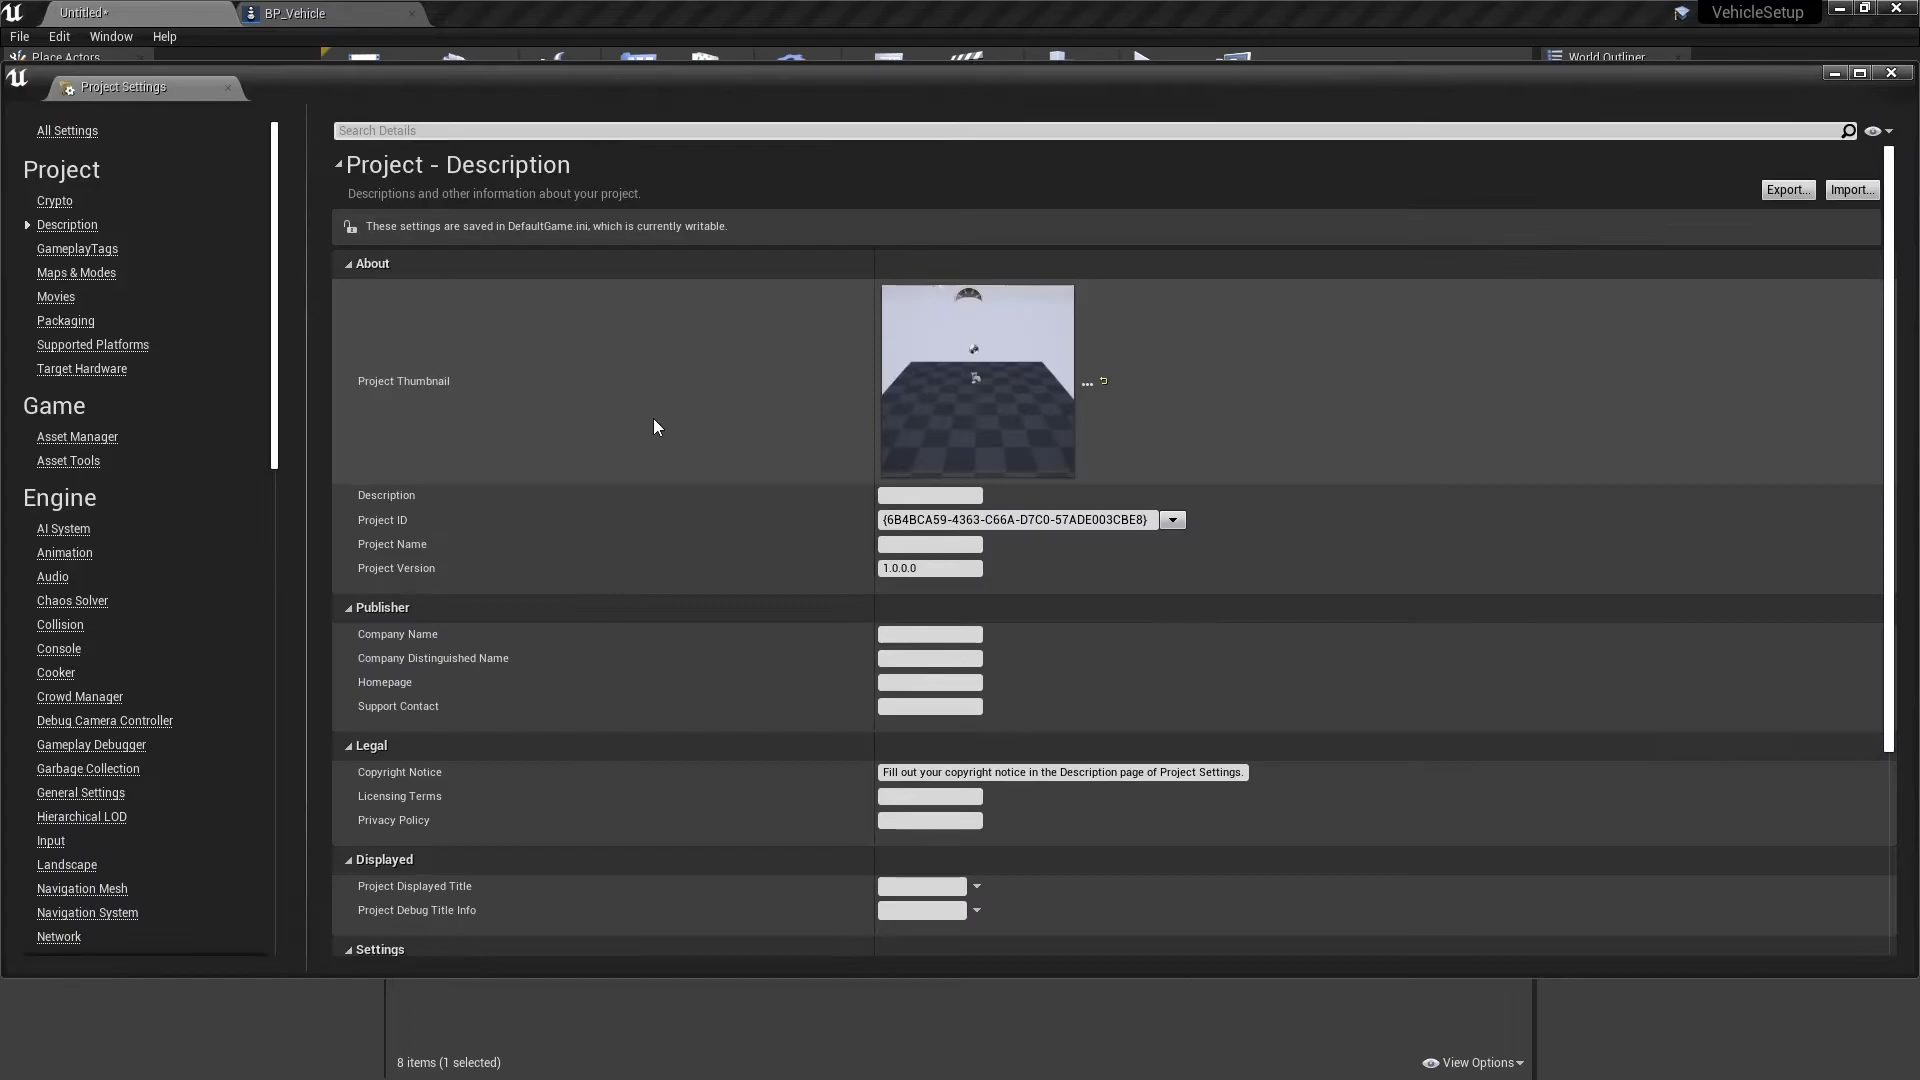 Untitled*
BP_Vehicle
VehicleSetup
File Edit Window Help
Place Actors
World Outliner
Project Settings
All Settings
Project
Crypto
Description
GameplayTags
Maps & Modes
Movies
Packaging
Supported Platforms
Target Hardware
Game
Asset Manager
Asset Tools
Engine
AI System
Animation
Audio
Chaos Solver
Collision
Console
Cooker
Crowd Manager
Debug Camera Controller
Gameplay Debugger
Garbage Collection
General Settings
Hierarchical LOD
Input
Landscape
Navigation Mesh
Navigation System
Network
Search Details
Project - Description
Descriptions and other information about your project.
Export... Import...
These settings are saved in DefaultGame.ini, which is currently writable.
About
Project Thumbnail
Description
Project ID {6B4BCA59-4363-C66A-D7C0-57ADE003CBE8}
Project Name
Project Version 1.0.0.0
Publisher
Company Name
Company Distinguished Name
Homepage
Support Contact
Legal
Copyright Notice Fill out your copyright notice in the Description page of Project Settings.
Licensing Terms
Privacy Policy
Displayed
Project Displayed Title
Project Debug Title Info
Settings
8 items (1 selected)
View Options